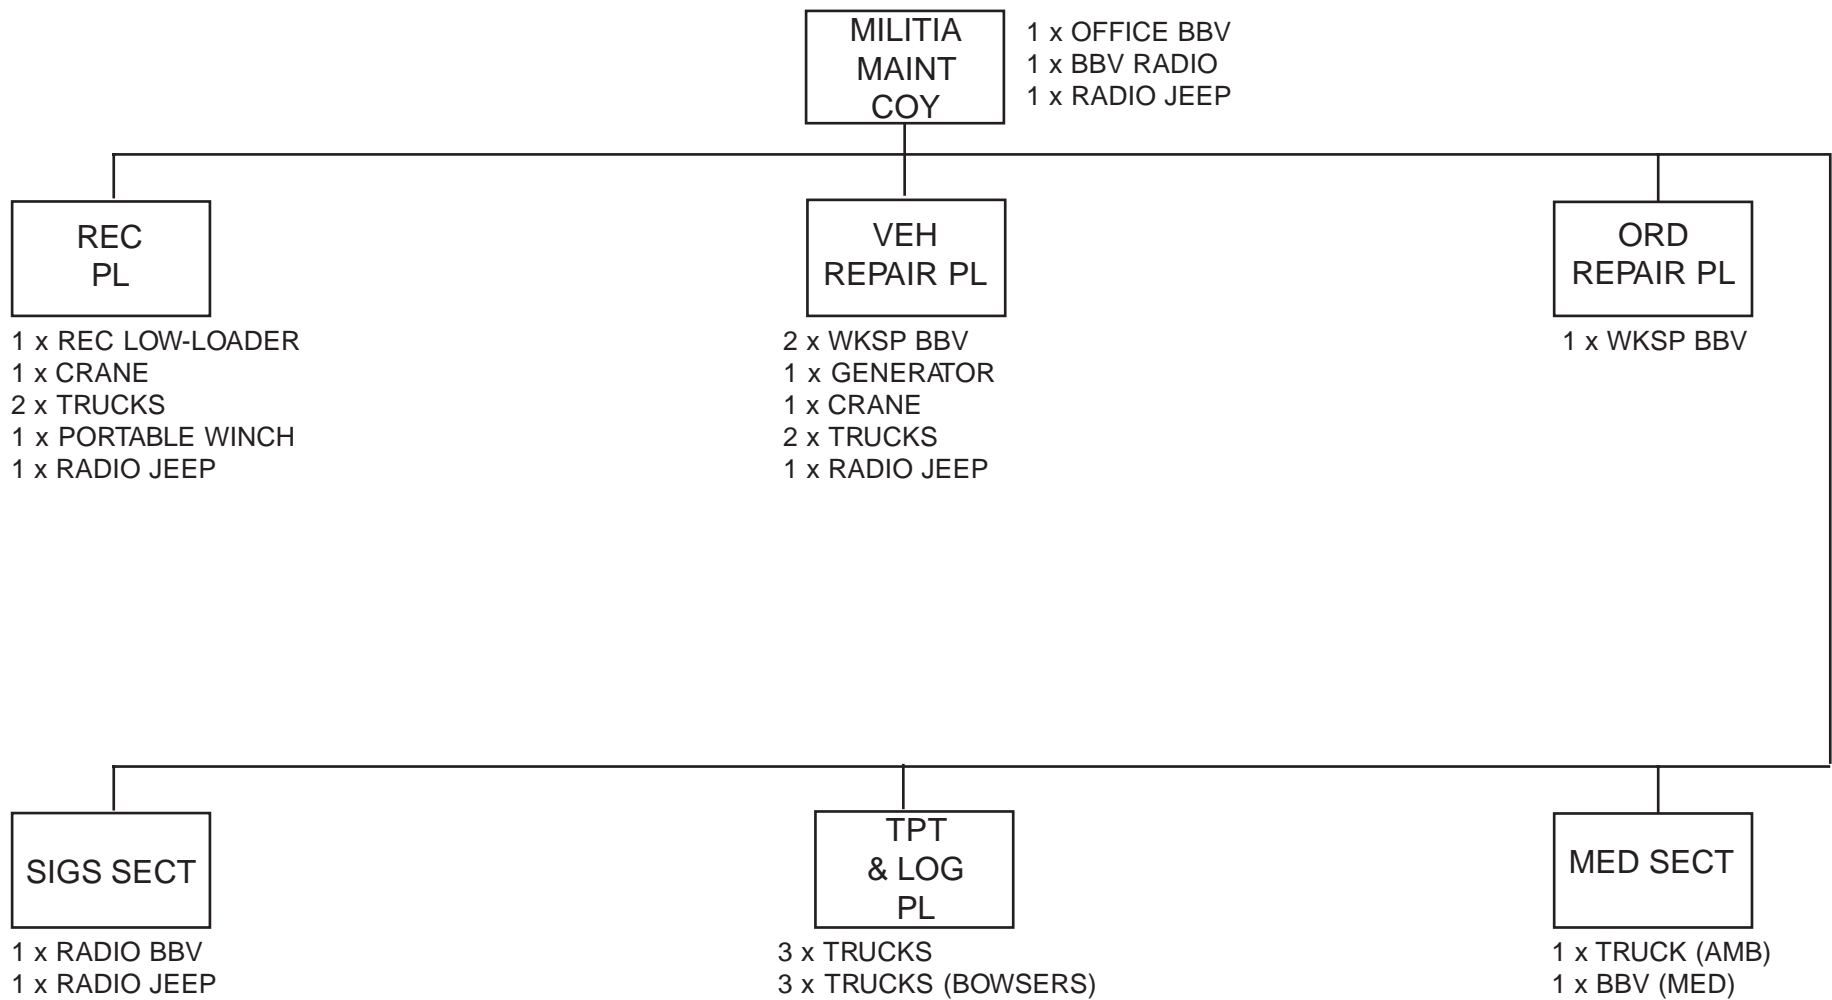 MILITIA
MAINT
COY
1 x OFFICE BBV
1 x BBV RADIO
1 x RADIO JEEP
REC
PL
1 x REC LOW-LOADER
1 x CRANE
2 x TRUCKS
1 x PORTABLE WINCH
1 x RADIO JEEP
VEH
REPAIR PL
2 x WKSP BBV
1 x GENERATOR
1 x CRANE
2 x TRUCKS
1 x RADIO JEEP
ORD
REPAIR PL
1 x WKSP BBV
SIGS SECT
1 x RADIO BBV
1 x RADIO JEEP
TPT
& LOG
PL
3 x TRUCKS
3 x TRUCKS (BOWSERS)
MED SECT
1 x TRUCK (AMB)
1 x BBV (MED)